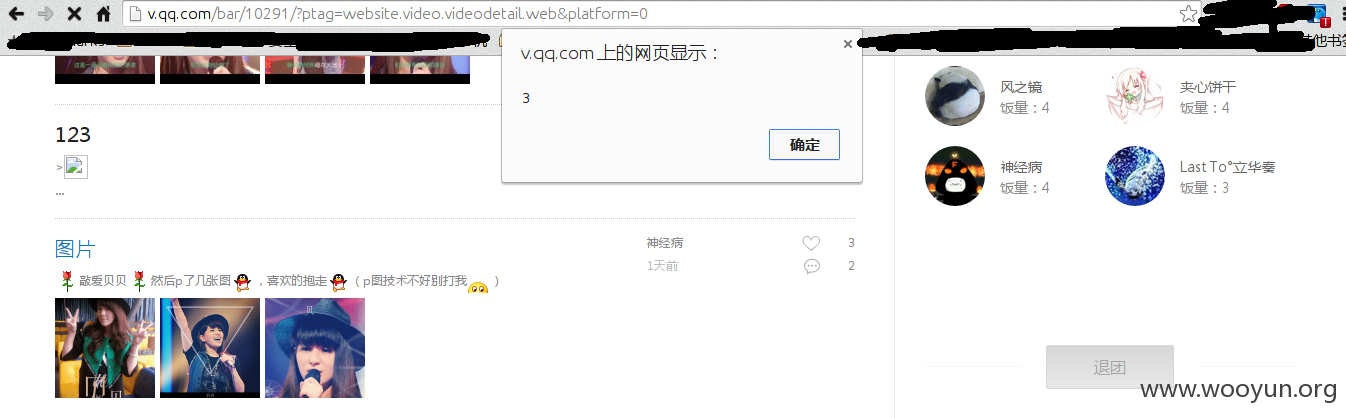 v.qq.com/bar/10291/?ptag=website.video.videodetail.web&platform=0
v.qq.com 上的网页显示：
3
确定
123
>
...
图片
神经病
3
1天前
2
敲爱贝贝 然后p了几张图 ，喜欢的抱走 （p图技术不好别打我 ）
贝
风之镜
饭量：4
夹心饼干
饭量：4
神经病
饭量：4
Last To°立华奏
饭量：3
退团
www.wooyun.org